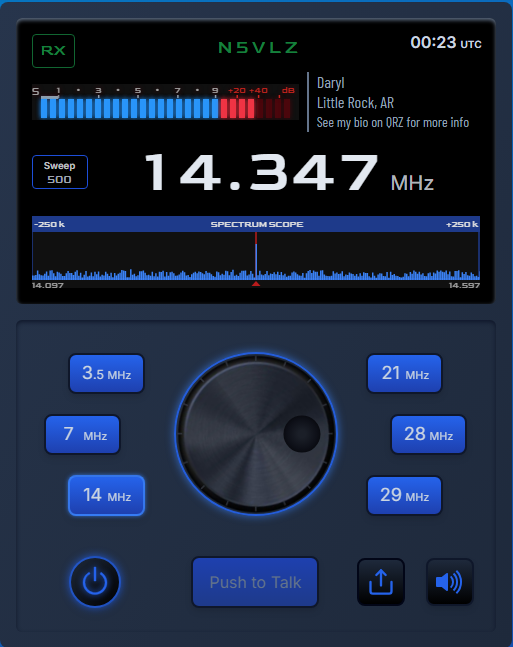 RX
N5VLZ
00:23 UTC
S 1 • 3 • 5 • 7 • 9 +20 +40 • dB
Daryl
Little Rock, AR
See my bio on QRZ for more info
Sweep
500
14.347 MHz
-250 k SPECTRUM SCOPE +250 k
14.097 14.597
3.5 MHz
21 MHz
7 MHz
28 MHz
14 MHz
29 MHz
Push to Talk